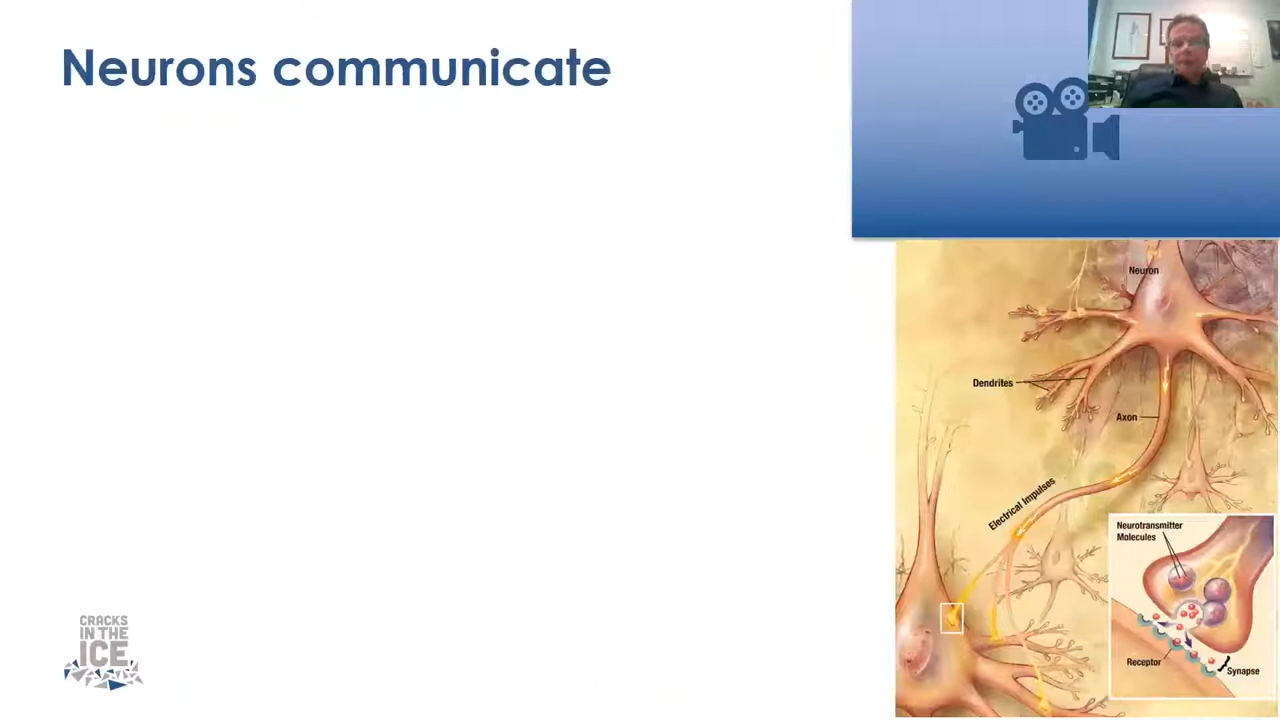 Neurons communicate
Neuron
Dendrites
Axon
Electrical Impulses
Neurotransmitter
Molecules
Receptor
Synapse
CRACKS
IN THE
ICE